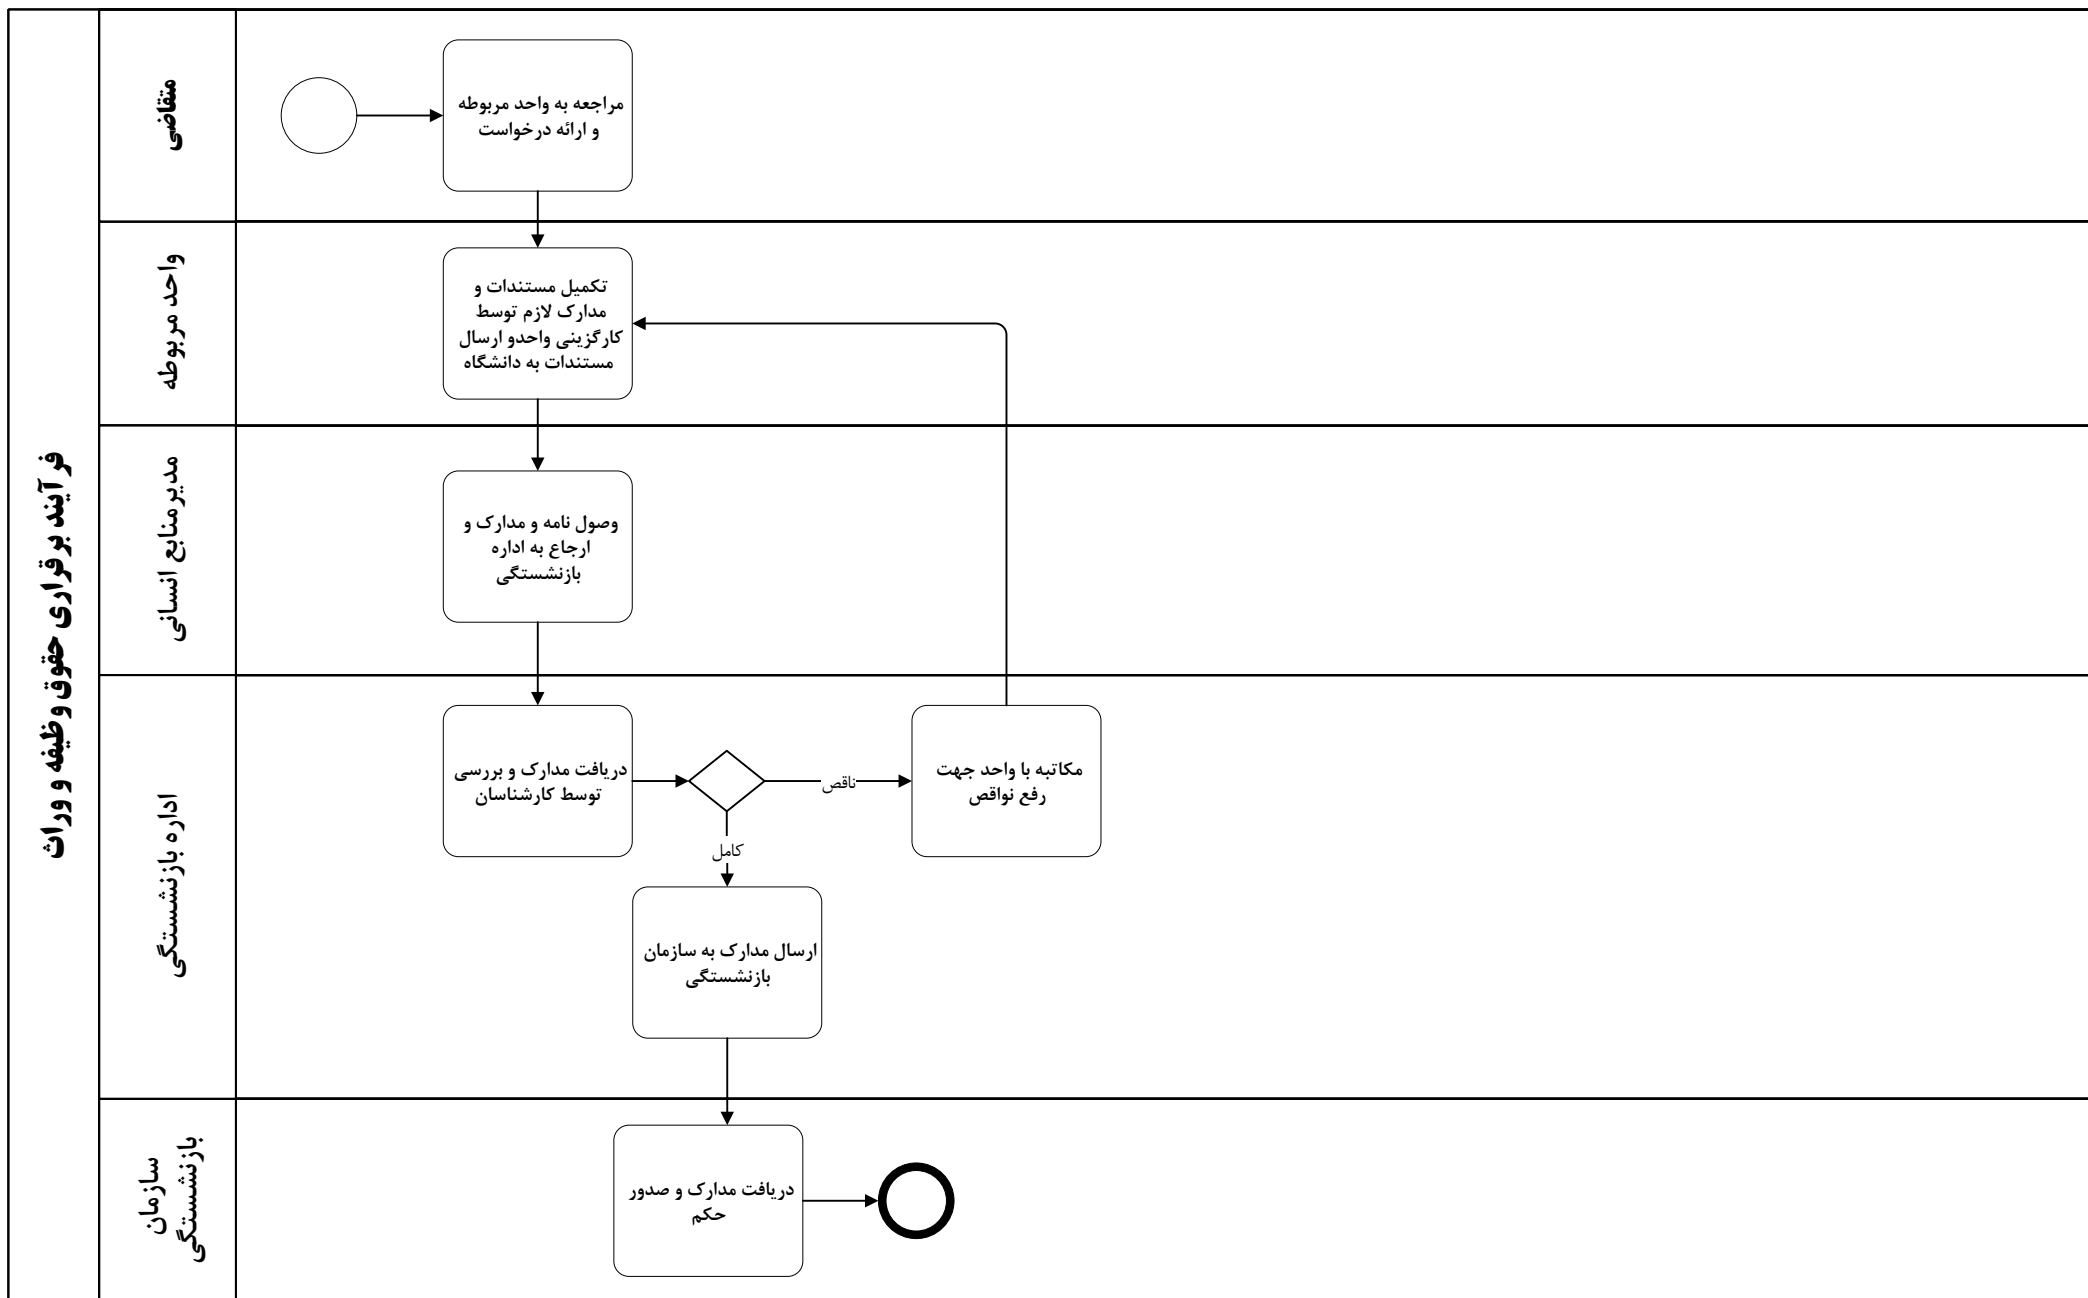 فرآیند برقراری حقوق وظیفه و وراث
متقاضی
مراجعه به واحد مربوطه
و ارائه درخواست
واحد مربوطه
تکمیل مستندات و
مدارک لازم توسط
کارگزینی واحدو ارسال
مستندات به دانشگاه
مدیرمنابع انسانی
وصول نامه و مدارک و
ارجاع به اداره
بازنشستگی
اداره بازنشستگی
دریافت مدارک و بررسی
توسط کارشناسان
ناقص
مکاتبه با واحد جهت
رفع نواقص
کامل
ارسال مدارک به سازمان
بازنشستگی
سازمان
بازنشستگی
دریافت مدارک و صدور
حکم